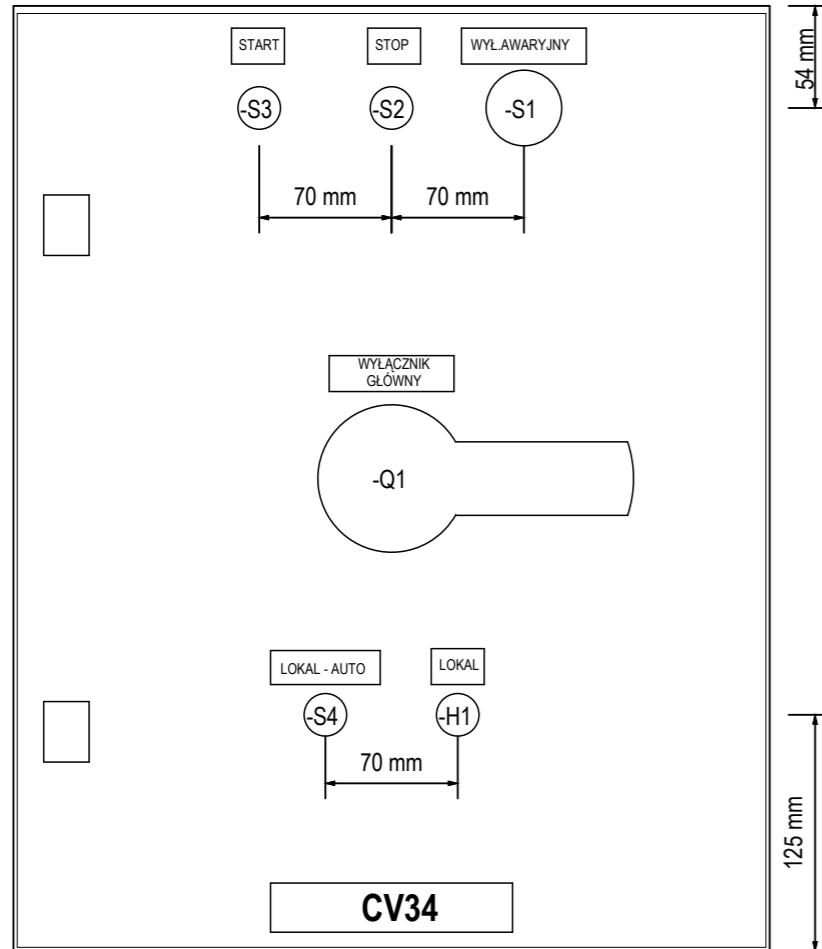 START
STOP
WYŁ.AWARYJNY
54 mm
-S3
-S2
-S1
70 mm
70 mm
WYŁĄCZNIK
GŁÓWNY
-Q1
LOKAL - AUTO
LOKAL
-S4
-H1
70 mm
125 mm
CV34